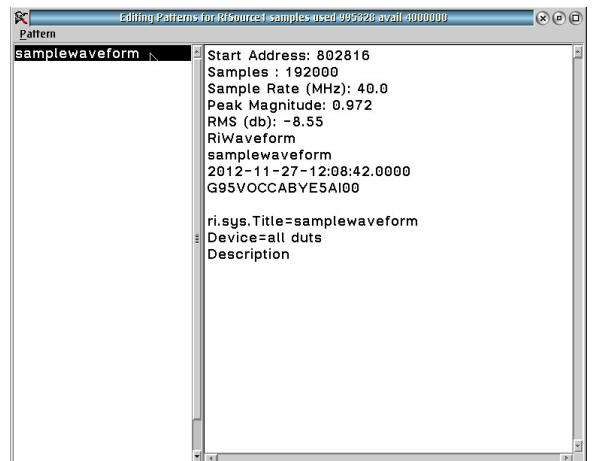 Editing Patterns for RfSource1 samples used 995328 avail 4000000
Pattern
samplewaveform
Start Address: 802816
Samples : 192000
Sample Rate (MHz): 40.0
Peak Magnitude: 0.972
RMS (db): -8.55
RiWaveform
samplewaveform
2012-11-27-12:08:42.0000
G95VOCCABYE5AI00
ri.sys.Title=samplewaveform
Device=all duts
Description